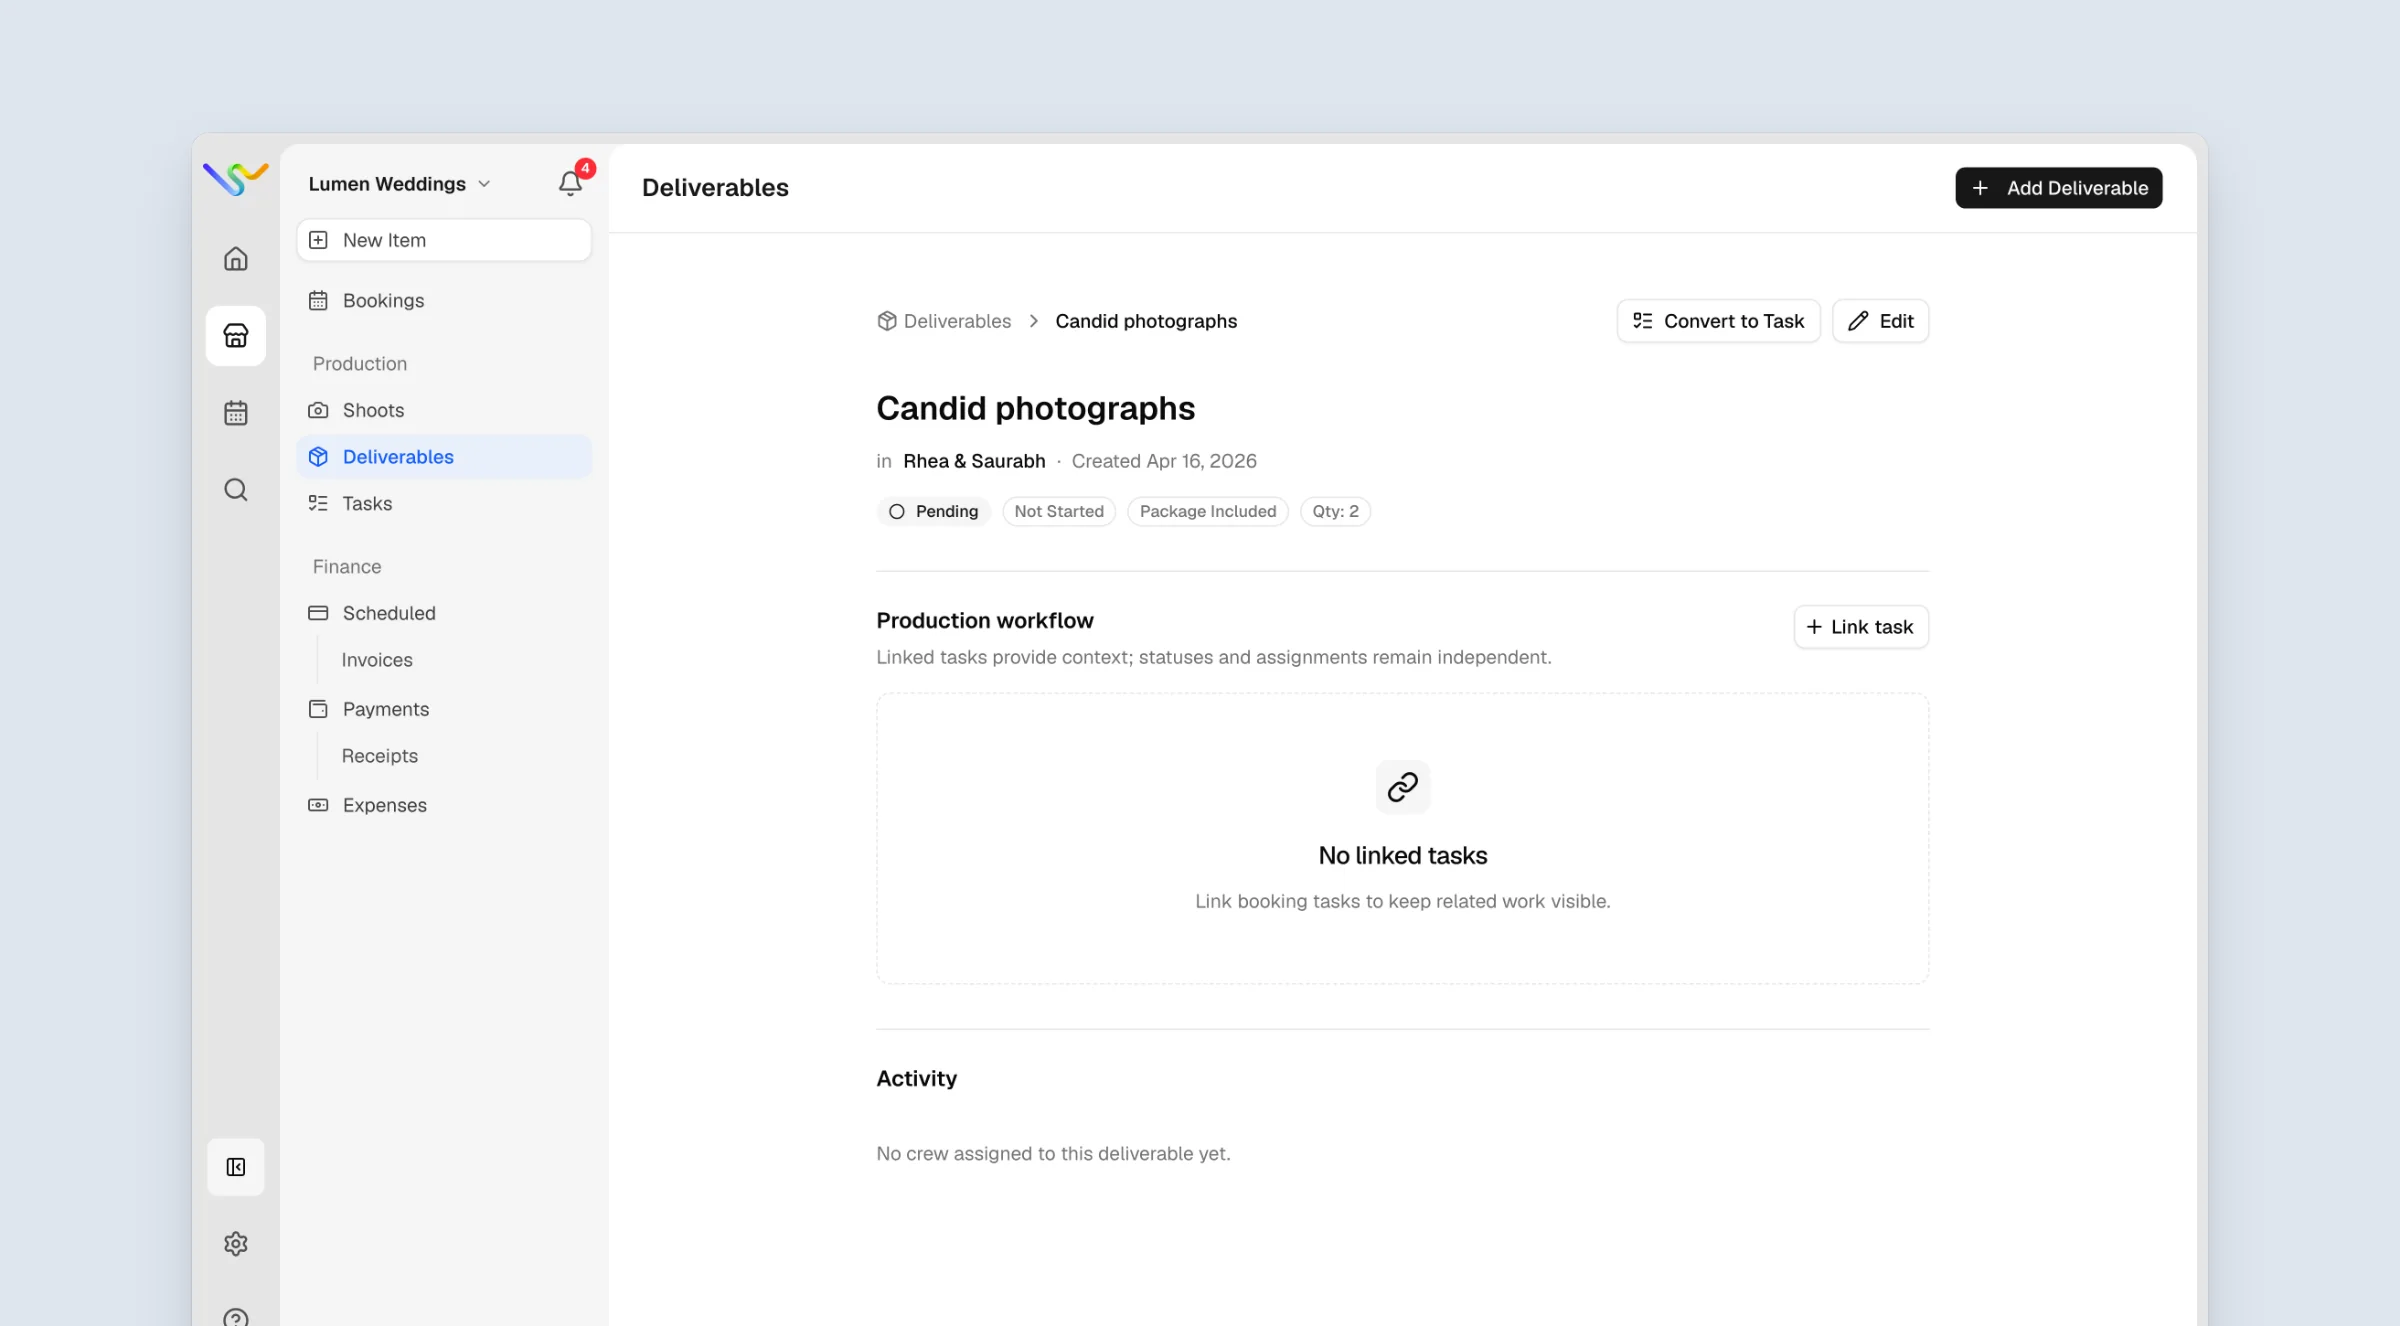 Lumen Weddings
4
New Item
Bookings
Production
Shoots
Deliverables
Tasks
Finance
Scheduled
Invoices
Payments
Receipts
Expenses
Deliverables
Add Deliverable
Deliverables > Candid photographs
Convert to Task
Edit
Candid photographs
in Rhea & Saurabh · Created Apr 16, 2026
Pending
Not Started
Package Included
Qty: 2
Production workflow
Linked tasks provide context; statuses and assignments remain independent.
+ Link task
No linked tasks
Link booking tasks to keep related work visible.
Activity
No crew assigned to this deliverable yet.